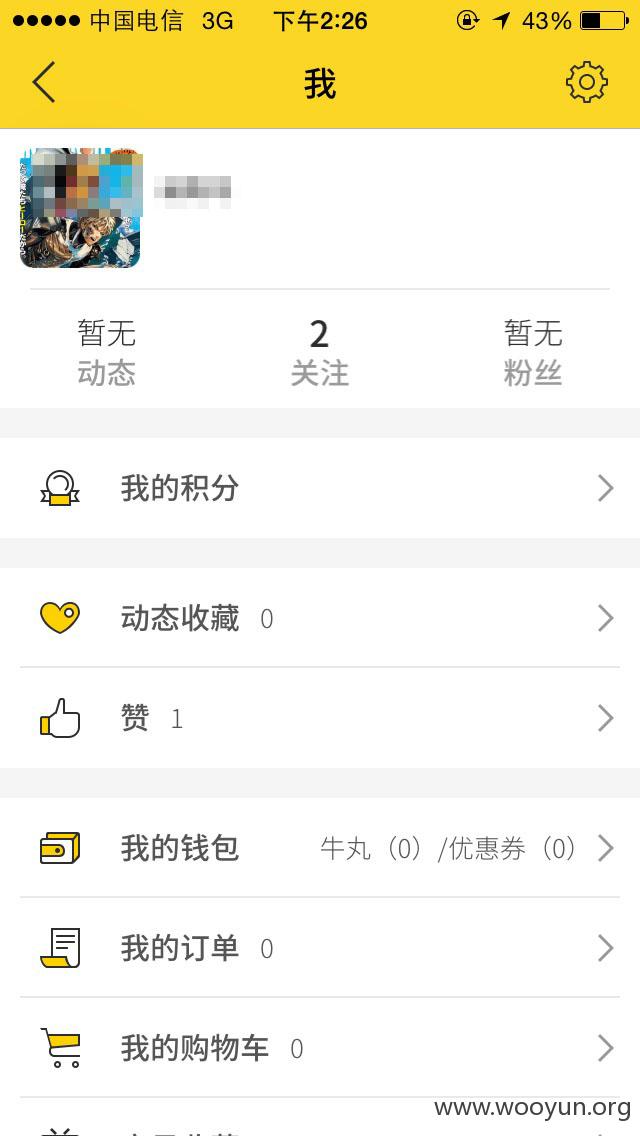 中国电信 3G 下午2:26 43%
我
暂无 2 暂无
动态 关注 粉丝
我的积分
动态收藏 0
赞 1
我的钱包 牛丸（0）/优惠券（0）
我的订单 0
我的购物车 0
www.wooyun.org